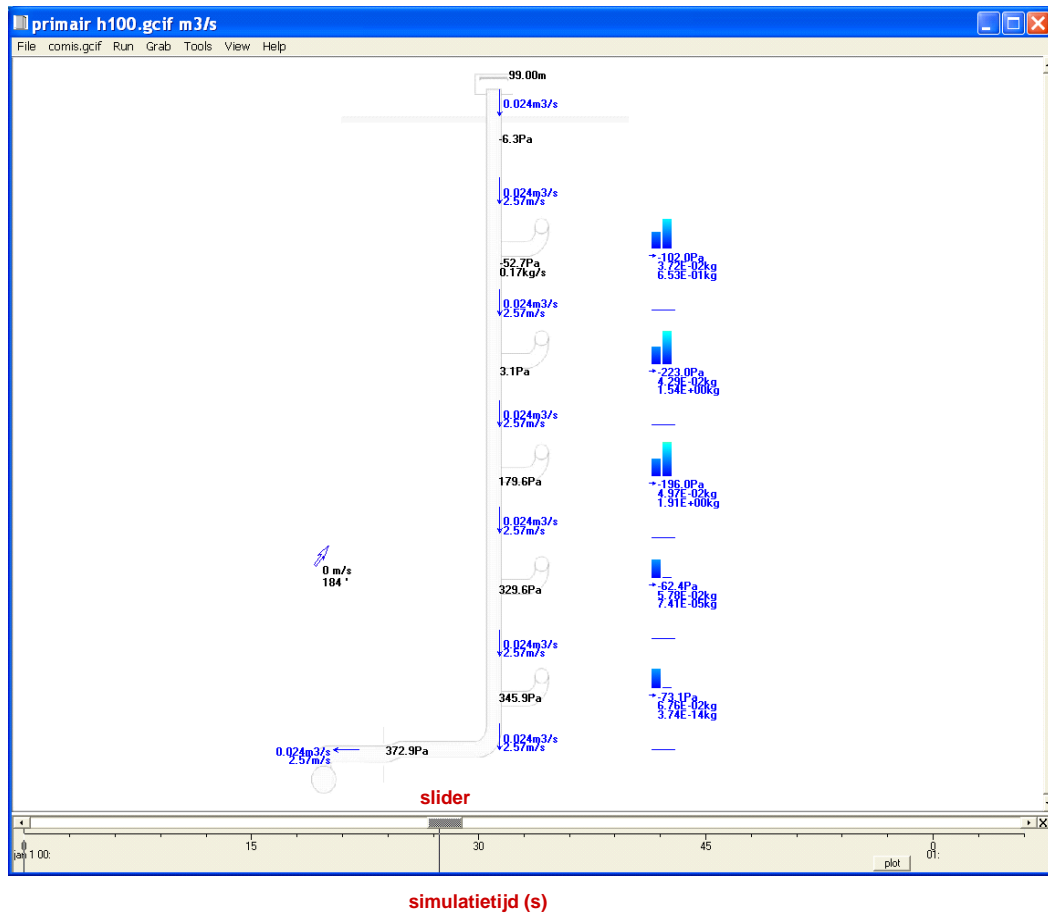 primair h100.gcif m3/s
File comis.gcif Run Grab Tools View Help
99.00m
0.024m3/s
-6.3Pa
0.024m3/s
2.57m/s
-52.7Pa
0.17kg/s
-102.0Pa
3.72E-02kg
6.53E-01kg
0.024m3/s
2.57m/s
3.1Pa
-223.0Pa
4.29E-02kg
1.54E+00kg
0.024m3/s
2.57m/s
179.6Pa
-196.0Pa
4.97E-02kg
1.91E+00kg
0.024m3/s
2.57m/s
0 m/s
184 '
329.6Pa
-62.4Pa
5.78E-02kg
7.41E-05kg
0.024m3/s
2.57m/s
345.9Pa
-73.1Pa
6.76E-02kg
3.74E-14kg
0.024m3/s
2.57m/s
0.024m3/s
2.57m/s
372.9Pa
slider
0 15 30 45 0
jan 1 00: 01:
plot
simulatietijd (s)